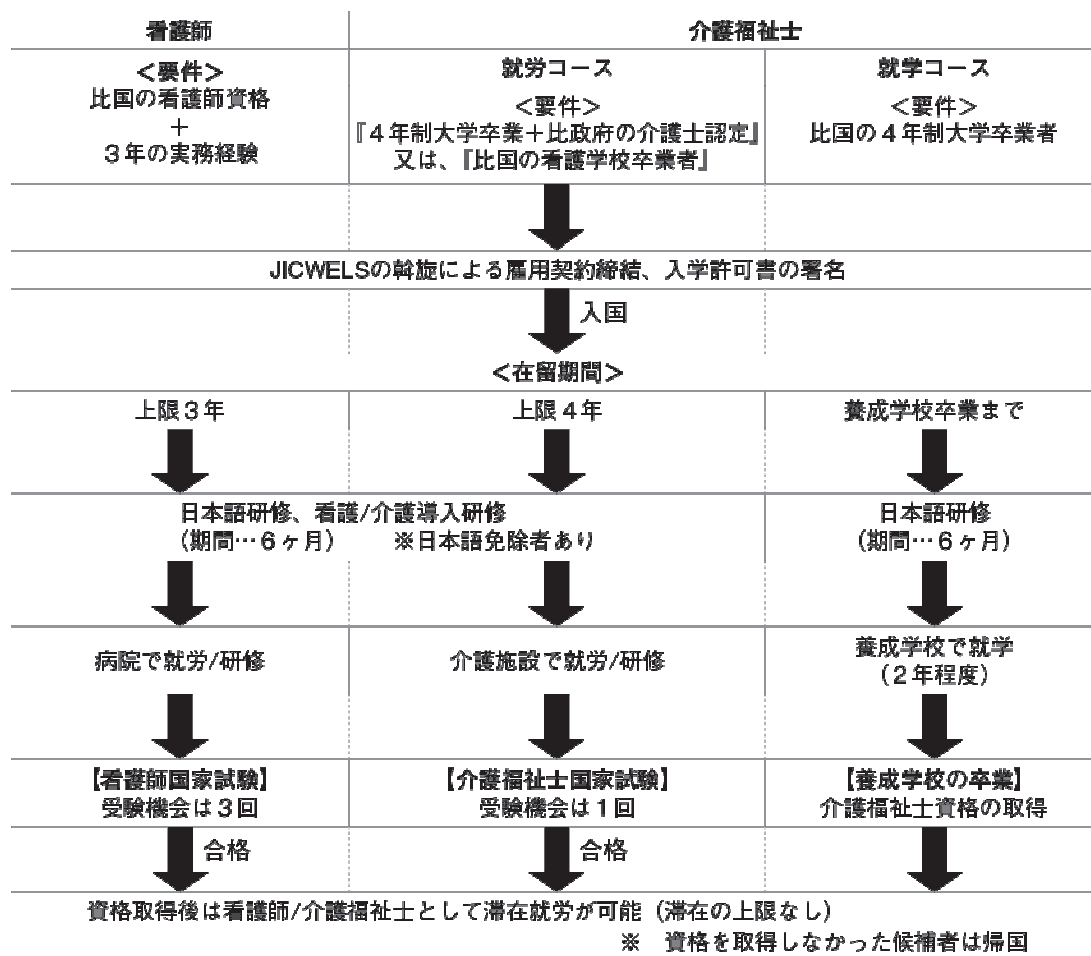 看護師
介護福祉士
＜要件＞
比国の看護師資格
＋
３年の実務経験
就労コース
＜要件＞
『４年制大学卒業＋比政府の介護士認定』
又は、『比国の看護学校卒業者』
就学コース
＜要件＞
比国の４年制大学卒業者
JICWELSの斡旋による雇用契約締結、入学許可書の署名
入国
＜在留期間＞
上限３年
上限４年
養成学校卒業まで
日本語研修、看護/介護導入研修
（期間…６ヶ月）　　※日本語免除者あり
日本語研修
（期間…６ヶ月）
病院で就労/研修
介護施設で就労/研修
養成学校で就学
（２年程度）
【看護師国家試験】
受験機会は３回
【介護福祉士国家試験】
受験機会は１回
【養成学校の卒業】
介護福祉士資格の取得
合格
合格
資格取得後は看護師/介護福祉士として滞在就労が可能（滞在の上限なし）
※　資格を取得しなかった候補者は帰国